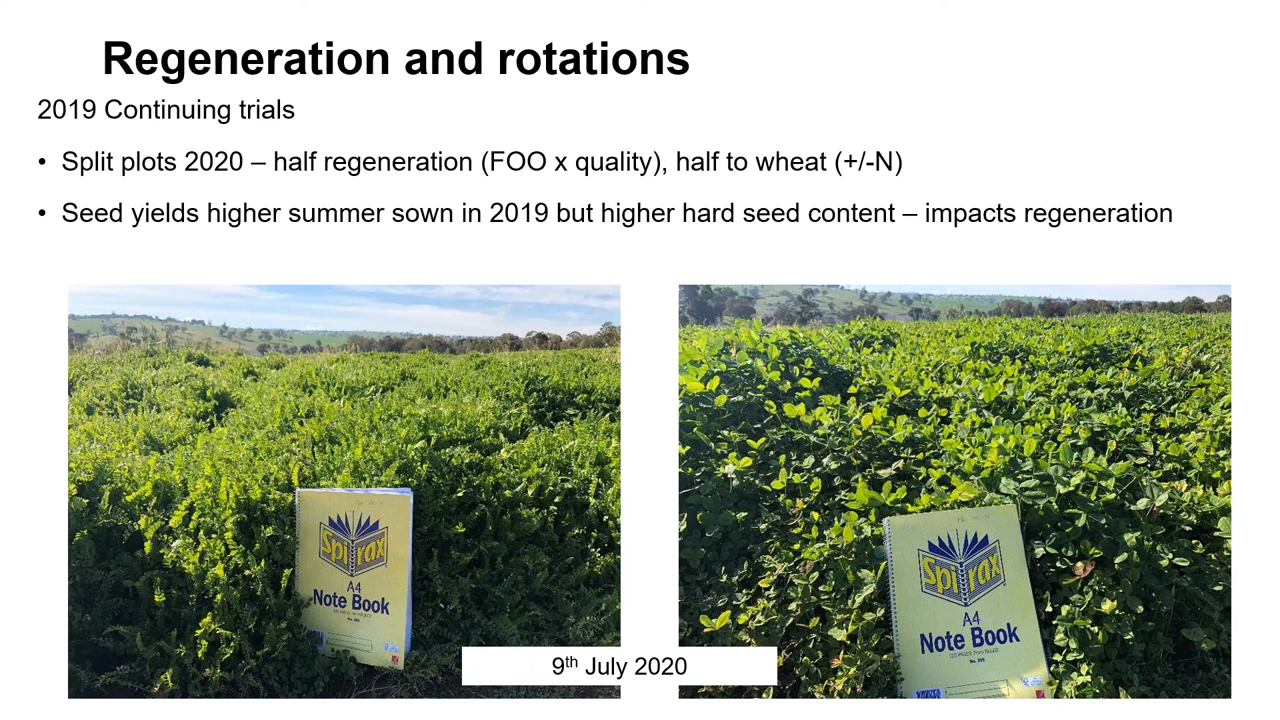 Regeneration and rotations
2019 Continuing trials
• Split plots 2020 – half regeneration (FOO x quality), half to wheat (+/-N)
• Seed yields higher summer sown in 2019 but higher hard seed content – impacts regeneration
Spirax
A4
Note Book
Spirax
A4
Note Book
9th July 2020